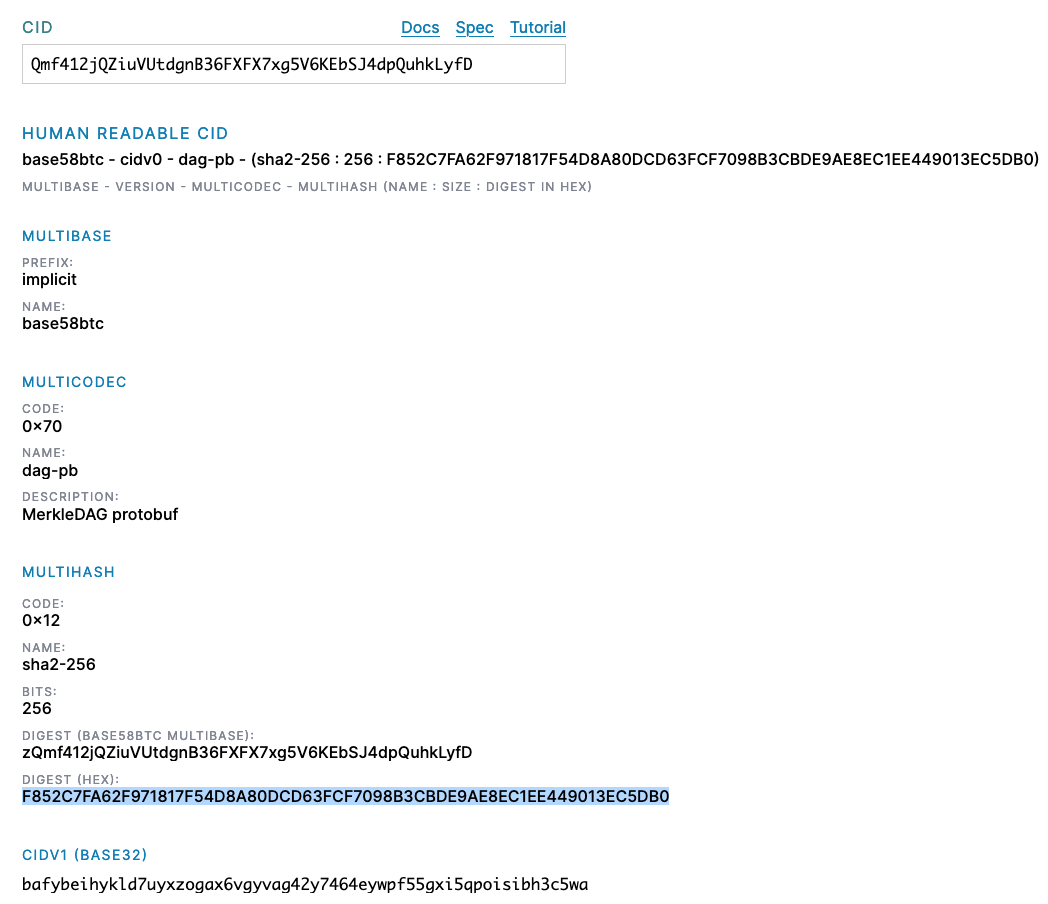 CID Docs Spec Tutorial
Qmf412jQZiuVUtdgnB36FXFX7xg5V6KEbSJ4dpQuhkLyfD
HUMAN READABLE CID
base58btc - cidv0 - dag-pb - (sha2-256 : 256 : F852C7FA62F971817F54D8A80DCD63FCF7098B3CBDE9AE8EC1EE449013EC5DB0)
MULTIBASE - VERSION - MULTICODEC - MULTIHASH (NAME : SIZE : DIGEST IN HEX)
MULTIBASE
PREFIX:
implicit
NAME:
base58btc
MULTICODEC
CODE:
0×70
NAME:
dag-pb
DESCRIPTION:
MerkleDAG protobuf
MULTIHASH
CODE:
0×12
NAME:
sha2-256
BITS:
256
DIGEST (BASE58BTC MULTIBASE):
zQmf412jQZiuVUtdgnB36FXFX7xg5V6KEbSJ4dpQuhkLyfD
DIGEST (HEX):
F852C7FA62F971817F54D8A80DCD63FCF7098B3CBDE9AE8EC1EE449013EC5DB0
CIDV1 (BASE32)
bafybeihykld7uyxzogax6vgyvag42y7464eywpf55gxi5qpoisibh3c5wa